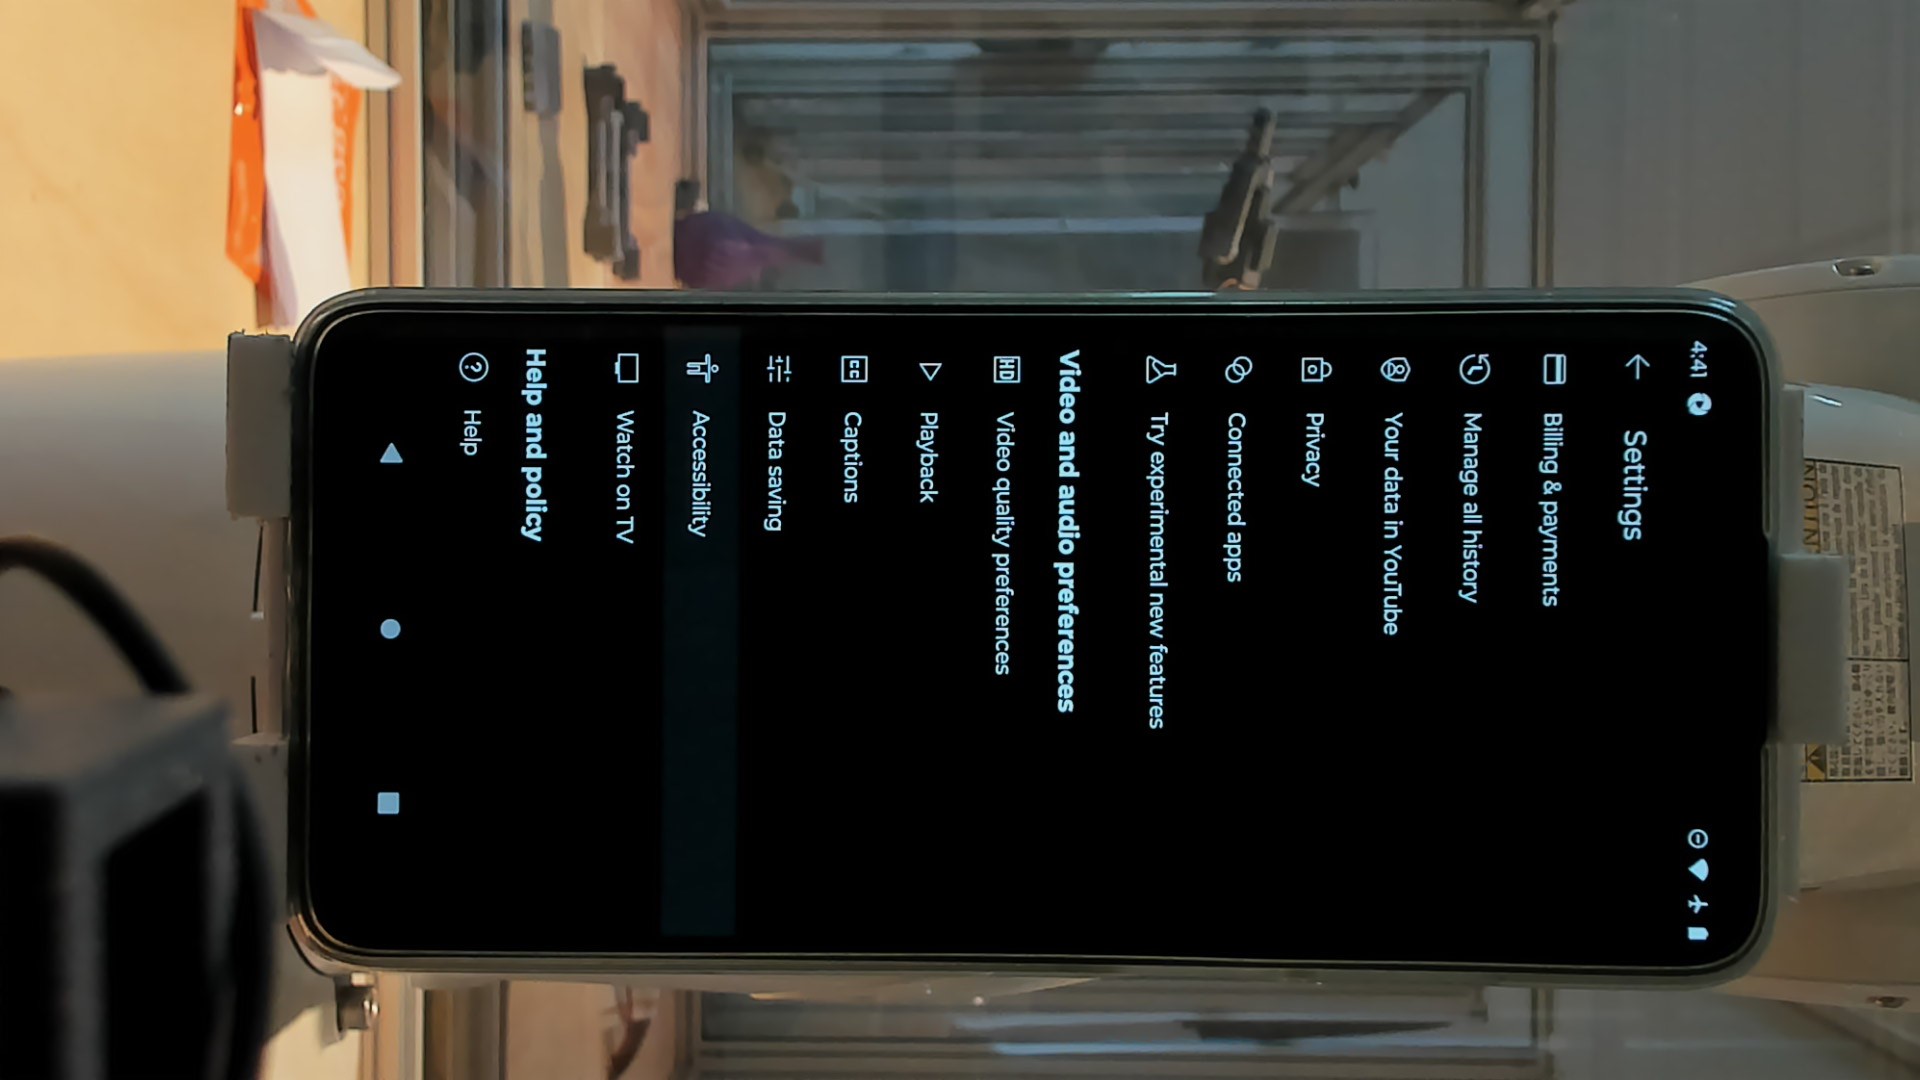 4:41
Settings
Billing & payments
Manage all history
Your data in YouTube
Privacy
Connected apps
Try experimental new features
Video and audio preferences
HD Video quality preferences
Playback
CC Captions
Data saving
Accessibility
Watch on TV
Help and policy
? Help